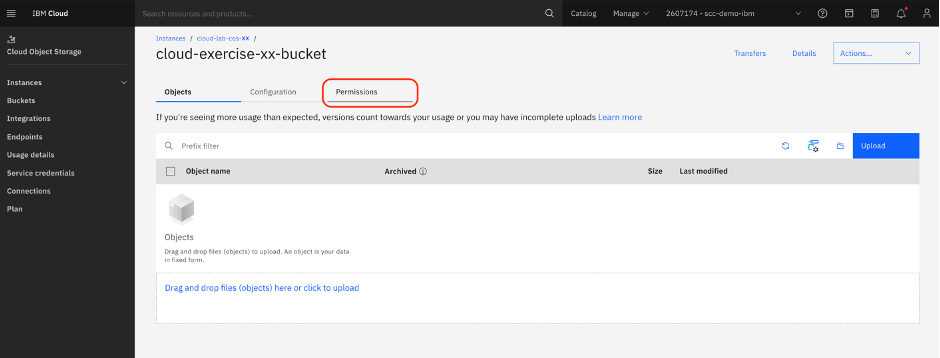 IBM Cloud
Search resources and products...
Catalog
Manage
2607174 - scc-demo-ibm
Cloud Object Storage
Instances
Buckets
Integrations
Endpoints
Usage details
Service credentials
Connections
Plan
Instances / cloud-lab-cos-xx /
cloud-exercise-xx-bucket
Transfers
Details
Actions...
Objects
Configuration
Permissions
If you're seeing more usage than expected, versions count towards your usage or you may have incomplete uploads Learn more
Prefix filter
Upload
Object name
Archived
Size
Last modified
Objects
Drag and drop files (objects) to upload. An object is your data
in fixed form.
Drag and drop files (objects) here or click to upload